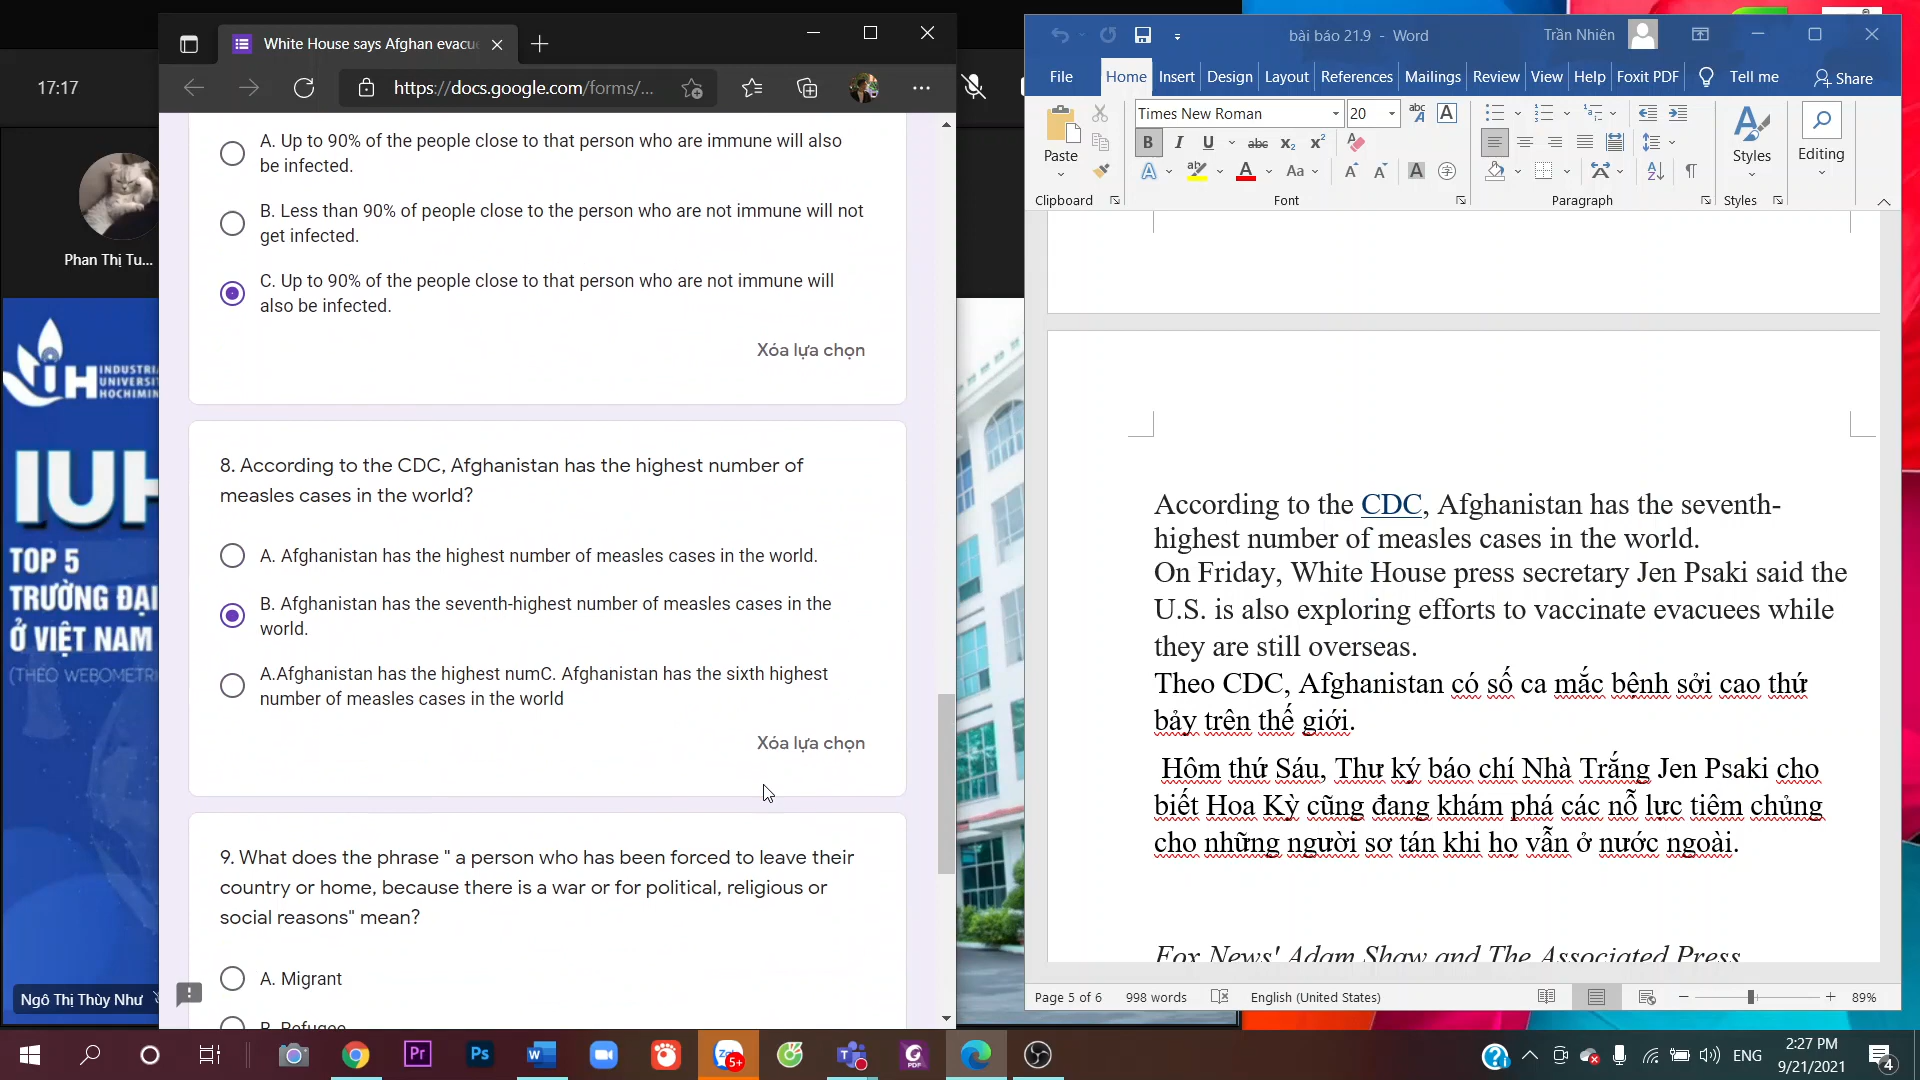 White House says Afghan evacu
17:17
https://docs.google.com/forms/...
A. Up to 90% of the people close to that person who are immune will also
be infected.
B. Less than 90% of people close to the person who are not immune will not
get infected.
C. Up to 90% of the people close to that person who are not immune will
also be infected.
Xóa lựa chọn
8. According to the CDC, Afghanistan has the highest number of
measles cases in the world?
A. Afghanistan has the highest number of measles cases in the world.
B. Afghanistan has the seventh-highest number of measles cases in the
world.
A.Afghanistan has the highest numC. Afghanistan has the sixth highest
number of measles cases in the world
Xóa lựa chọn
9. What does the phrase " a person who has been forced to leave their
country or home, because there is a war or for political, religious or
social reasons" mean?
A. Migrant
B. Refugee
Phan Thị Tu...
INDUSTRIA
UNIVERSI
HOCHIMIN
IUH
TOP 5
TRƯỜNG ĐẠI
Ở VIỆT NAM
(THEO WEBOMETRI
Ngô Thị Thùy Như
bài báo 21.9 - Word
Trần Nhiên
File Home Insert Design Layout References Mailings Review View Help Foxit PDF Tell me Share
Times New Roman 20
Paste
Styles
Editing
Clipboard Font Paragraph Styles
According to the CDC, Afghanistan has the seventh-
highest number of measles cases in the world.
On Friday, White House press secretary Jen Psaki said the
U.S. is also exploring efforts to vaccinate evacuees while
they are still overseas.
Theo CDC, Afghanistan có số ca mắc bệnh sởi cao thứ
bảy trên thế giới.
Hôm thứ Sáu, Thư ký báo chí Nhà Trắng Jen Psaki cho
biết Hoa Kỳ cũng đang khám phá các nỗ lực tiêm chủng
cho những người sơ tán khi họ vẫn ở nước ngoài.
Fox News' Adam Shaw and The Associated Press
Page 5 of 6 998 words English (United States) 89%
Pr Ps 5+
ENG
2:27 PM
9/21/2021
4